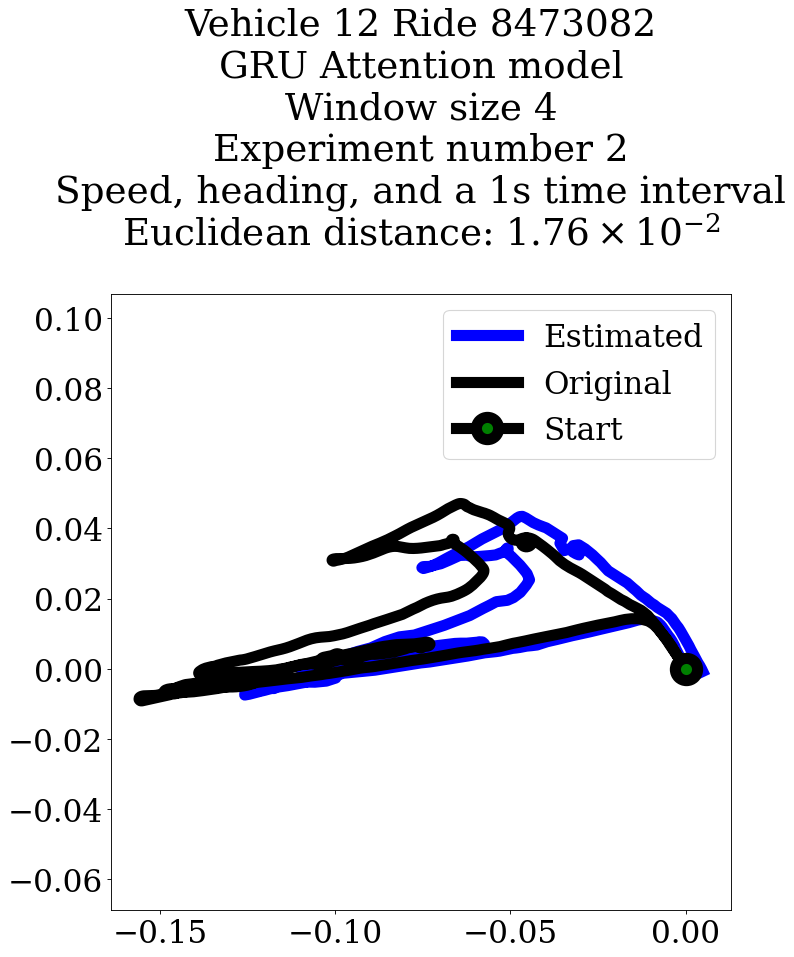 Vehicle 12 Ride 8473082
GRU Attention model
Window size 4
Experiment number 2
Speed, heading, and a 1s time interval
Euclidean distance: 1.76 × 10⁻²
Estimated
Original
Start
0.10
0.08
0.06
0.04
0.02
0.00
−0.02
−0.04
−0.06
−0.15 −0.10 −0.05 0.00